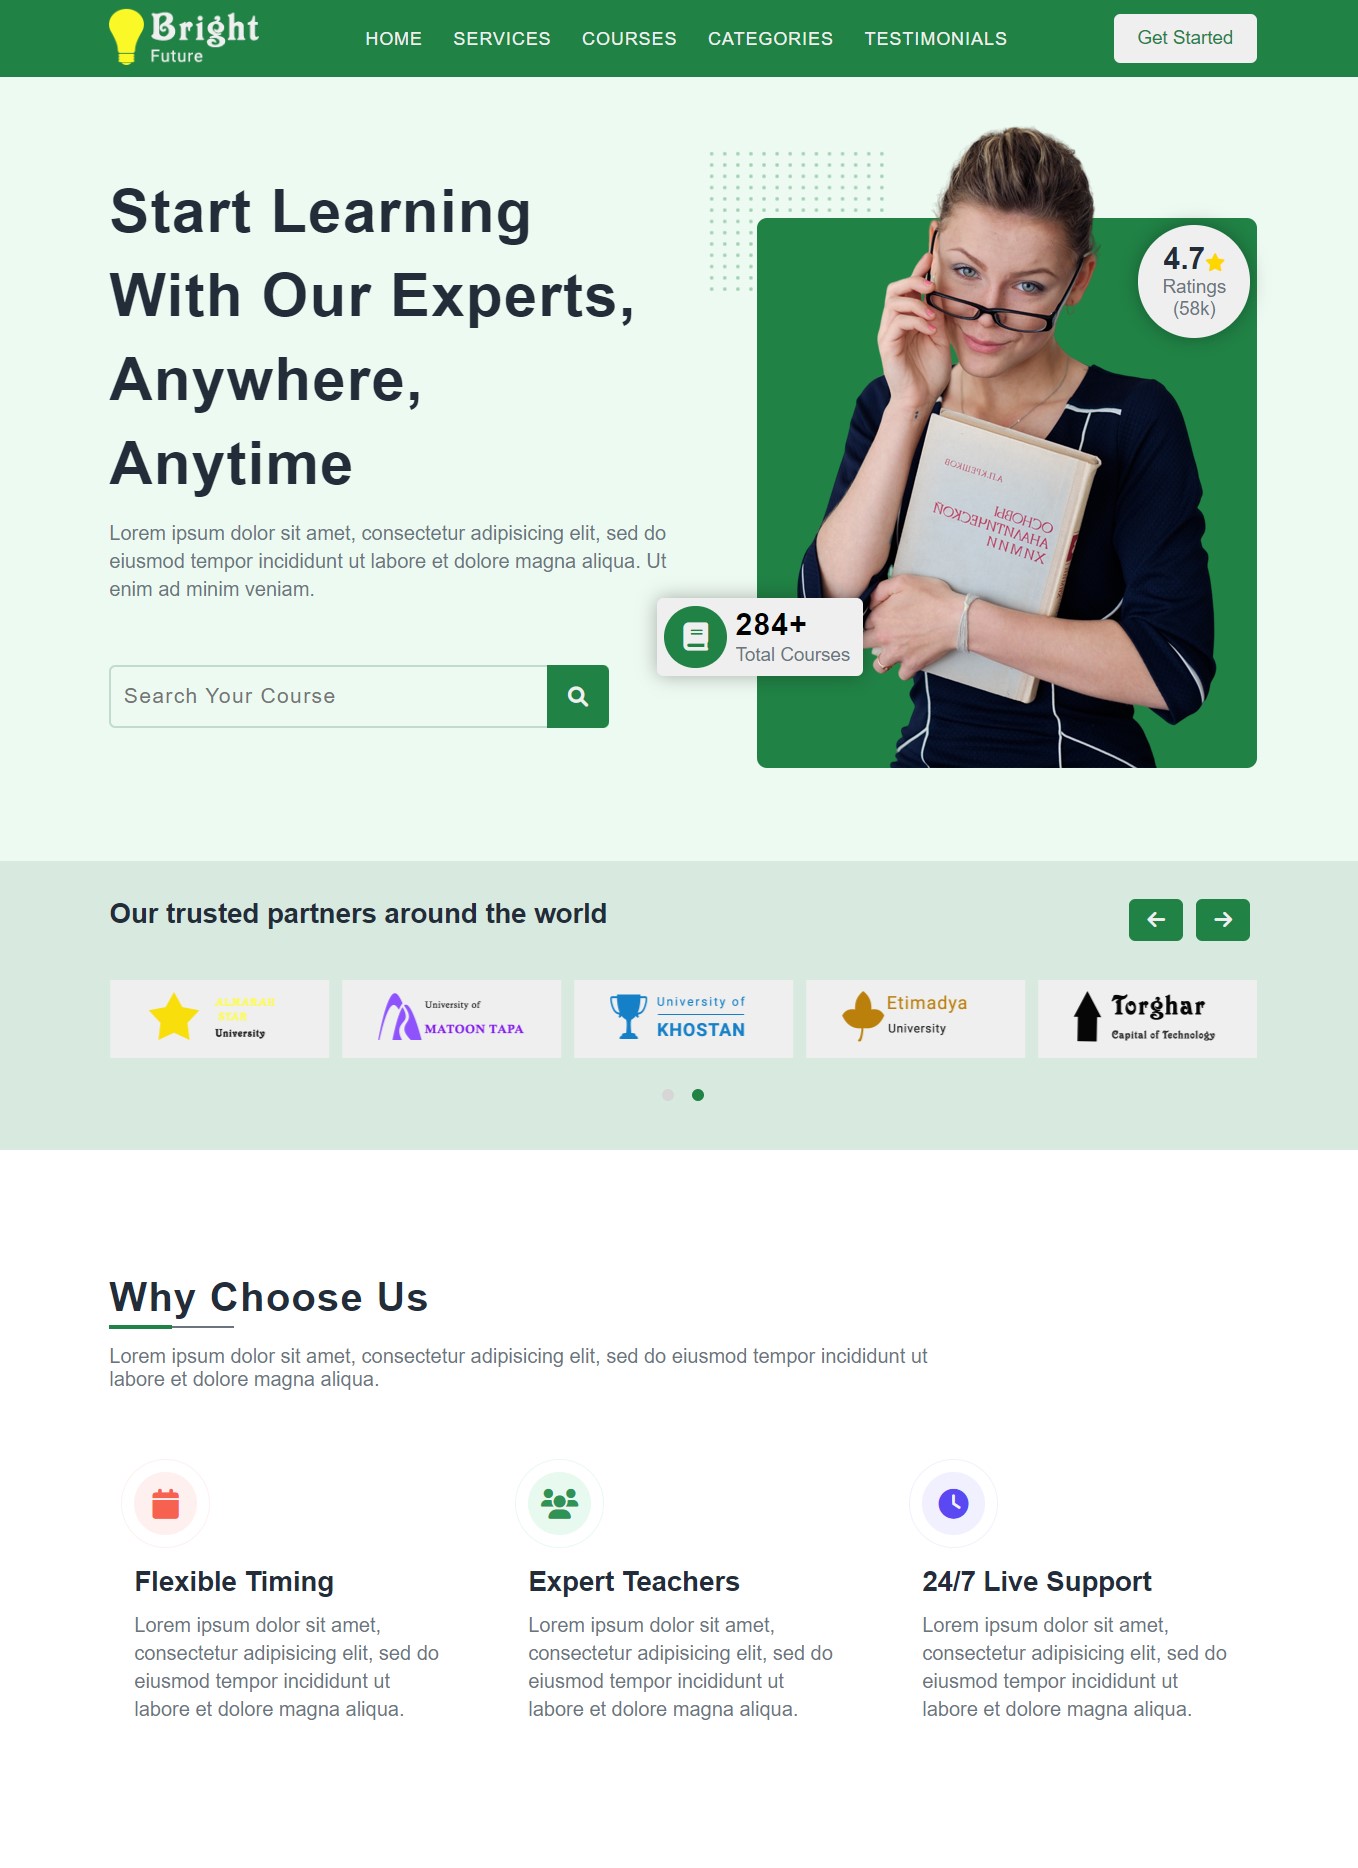 Bright
Future
HOME SERVICES COURSES CATEGORIES TESTIMONIALS
Get Started
Start Learning
With Our Experts,
Anywhere,
Anytime
Lorem ipsum dolor sit amet, consectetur adipisicing elit, sed do
eiusmod tempor incididunt ut labore et dolore magna aliqua. Ut
enim ad minim veniam.
Search Your Course
4.7
Ratings
(58k)
А.П.КРЕШКОВ
ОСНОВЫ
АНАЛИТИЧЕСКОЙ
ХИМИИ
284+
Total Courses
Our trusted partners around the world
ALBARAN
STAR
University
University of
MATOON TAPA
University of
KHOSTAN
Etimadya
University
Torghar
Capital of Technology
Why Choose Us
Lorem ipsum dolor sit amet, consectetur adipisicing elit, sed do eiusmod tempor incididunt ut
labore et dolore magna aliqua.
Flexible Timing
Lorem ipsum dolor sit amet,
consectetur adipisicing elit, sed do
eiusmod tempor incididunt ut
labore et dolore magna aliqua.
Expert Teachers
Lorem ipsum dolor sit amet,
consectetur adipisicing elit, sed do
eiusmod tempor incididunt ut
labore et dolore magna aliqua.
24/7 Live Support
Lorem ipsum dolor sit amet,
consectetur adipisicing elit, sed do
eiusmod tempor incididunt ut
labore et dolore magna aliqua.